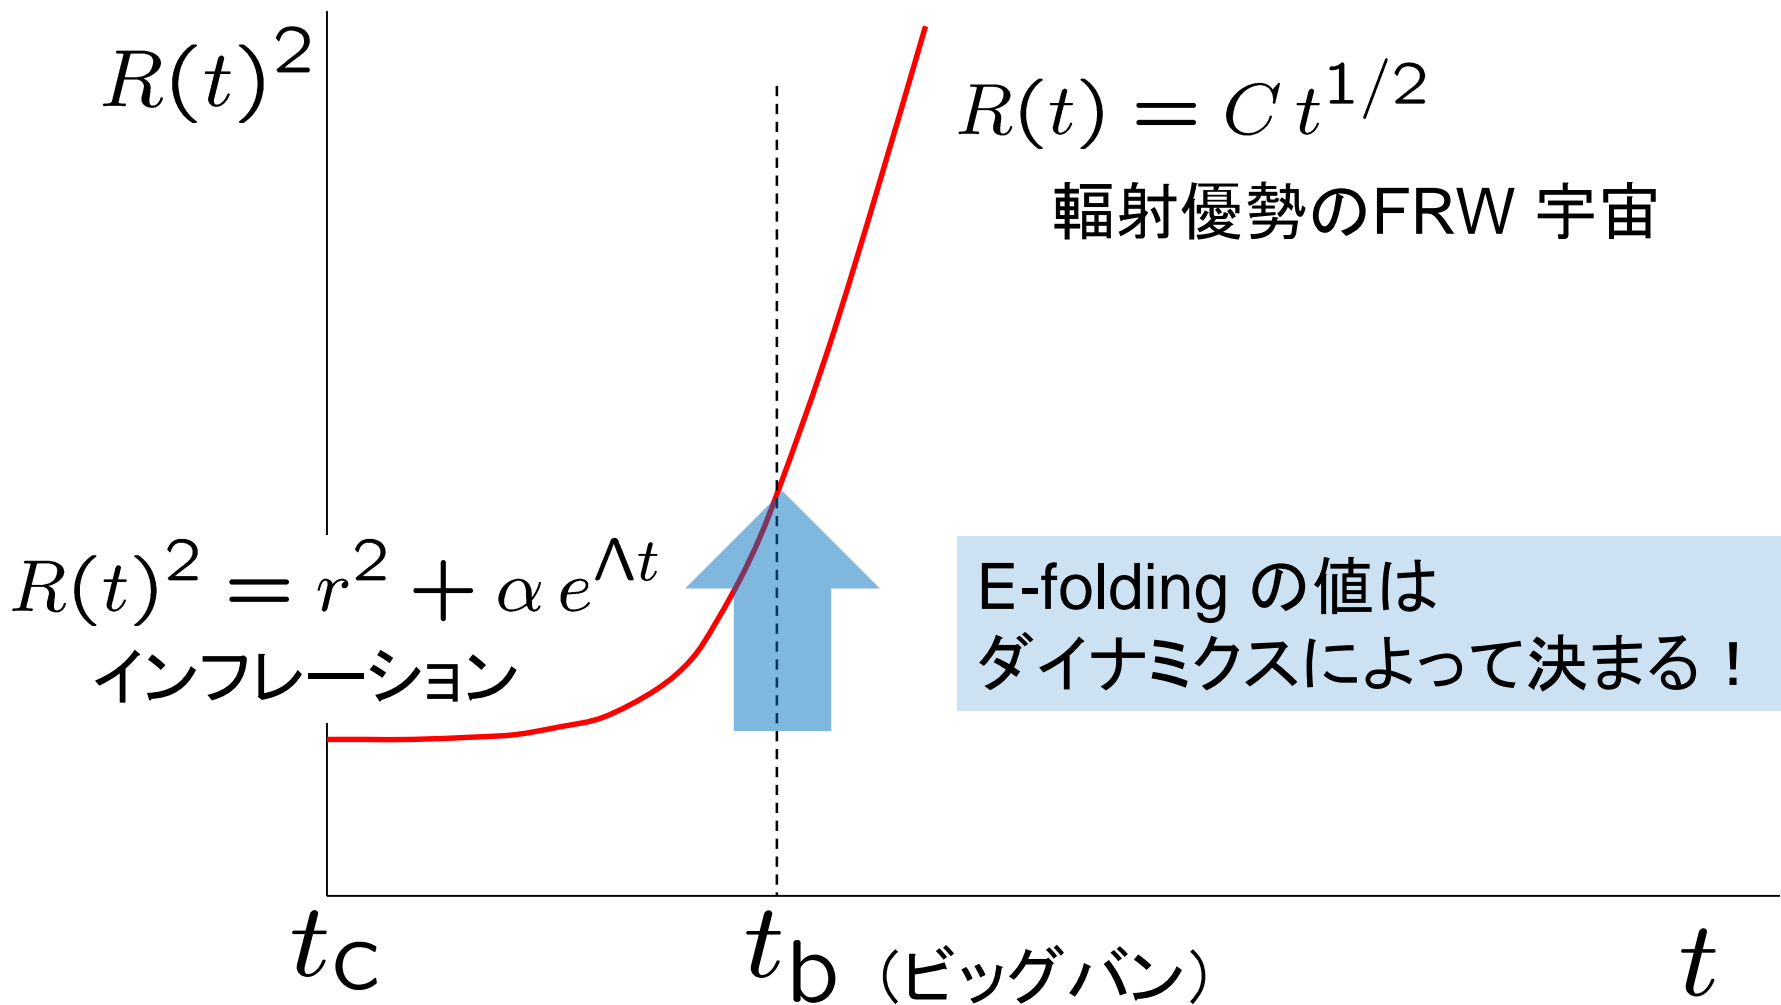 R(t)²
R(t) = C t^{1/2}
輻射優勢のFRW 宇宙
R(t)² = r² + α e^{Λt}
インフレーション
E-folding の値は
ダイナミクスによって決まる！
t_c
t_b（ビッグバン）
t